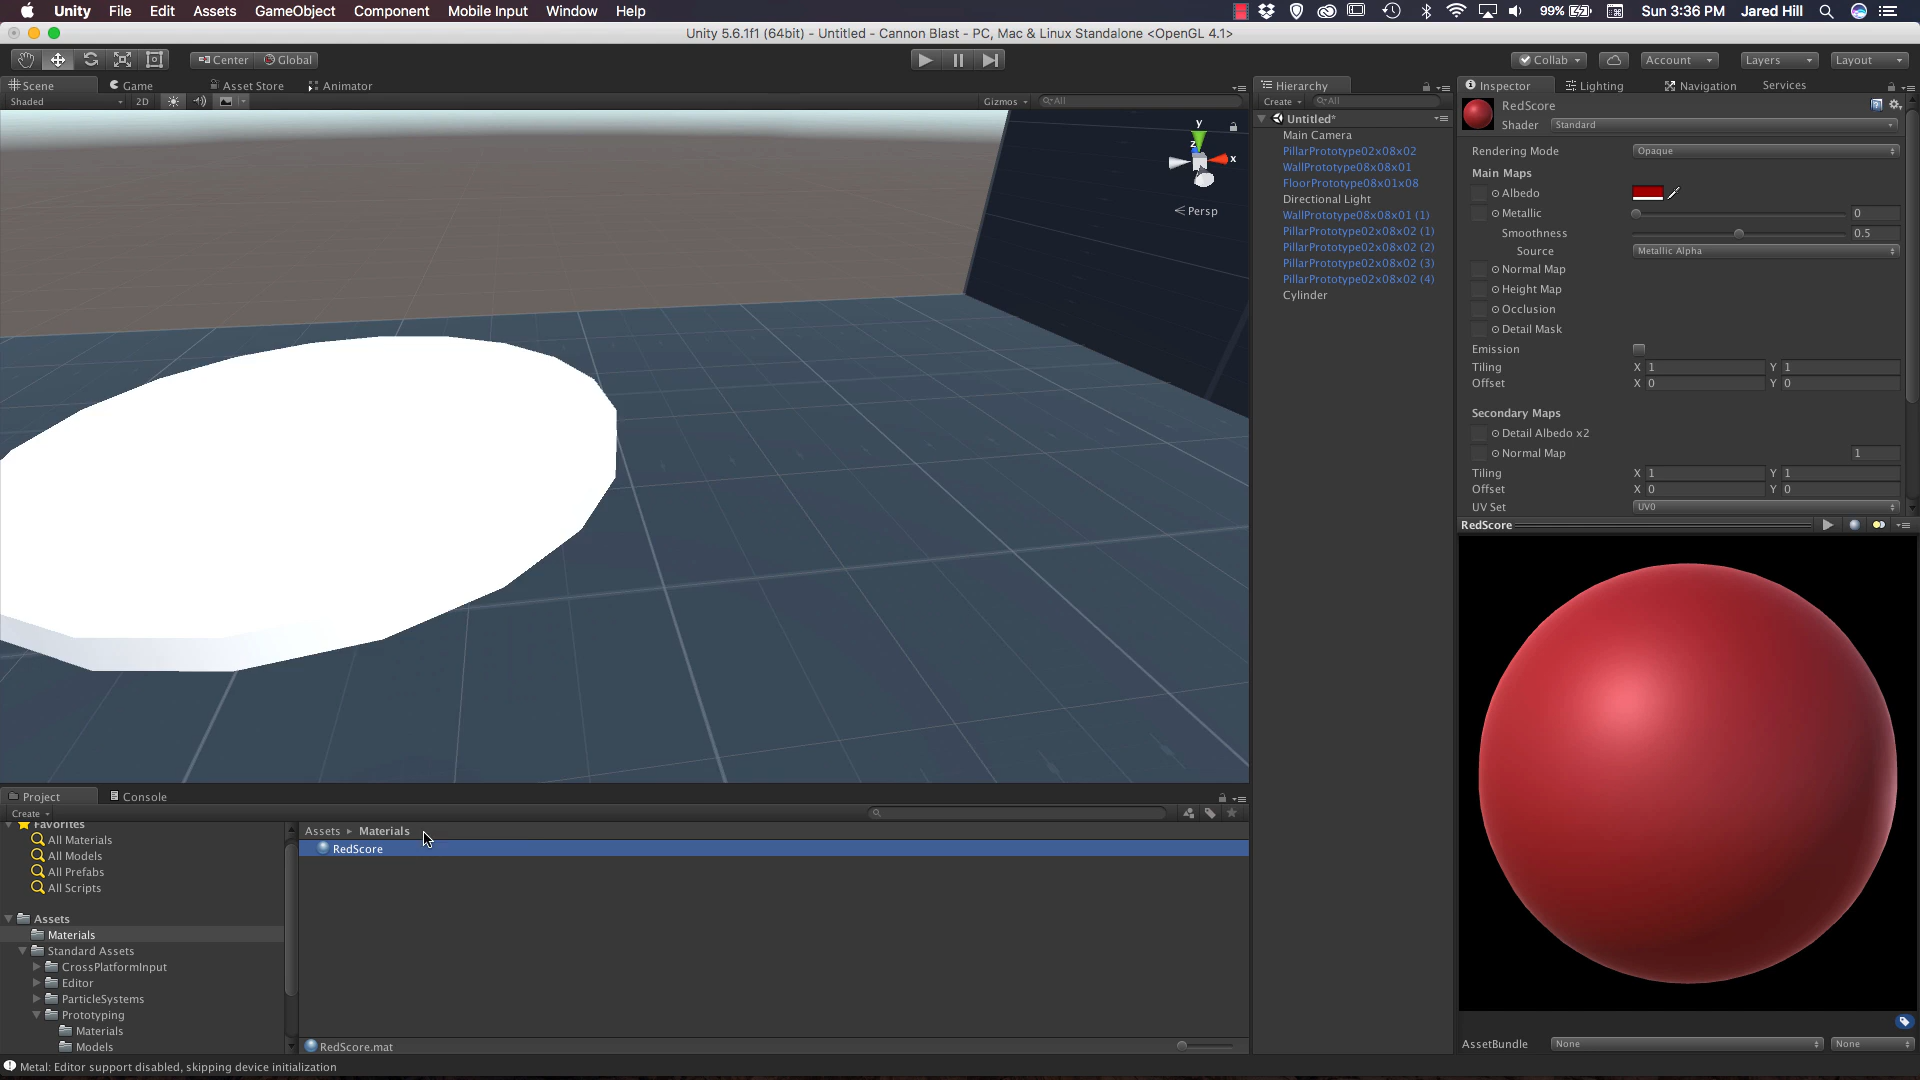 Unity File Edit Assets GameObject Component Mobile Input Window Help 99% Sun 3:36 PM Jared Hill
Unity 5.6.1f1 (64bit) - Untitled - Cannon Blast - PC, Mac & Linux Standalone <OpenGL 4.1>
Center Global Collab Account Layers Layout
Scene Game Asset Store Animator
Shaded 2D Gizmos All
y
z
x
Persp
Hierarchy
Create All
Untitled*
Main Camera
PillarPrototype02x08x02
WallPrototype08x08x01
FloorPrototype08x01x08
Directional Light
WallPrototype08x08x01 (1)
PillarPrototype02x08x02 (1)
PillarPrototype02x08x02 (2)
PillarPrototype02x08x02 (3)
PillarPrototype02x08x02 (4)
Cylinder
Inspector Lighting Navigation Services
RedScore
Shader Standard
Rendering Mode Opaque
Main Maps
Albedo
Metallic 0
Smoothness 0.5
Source Metallic Alpha
Normal Map
Height Map
Occlusion
Detail Mask
Emission
Tiling X 1 Y 1
Offset X 0 Y 0
Secondary Maps
Detail Albedo x2
Normal Map 1
Tiling X 1 Y 1
Offset X 0 Y 0
UV Set UV0
RedScore
AssetBundle None None
Project Console
Create
Favorites
All Materials
All Models
All Prefabs
All Scripts
Assets
Materials
Standard Assets
CrossPlatformInput
Editor
ParticleSystems
Prototyping
Materials
Models
Assets Materials
RedScore
RedScore.mat
Metal: Editor support disabled, skipping device initialization